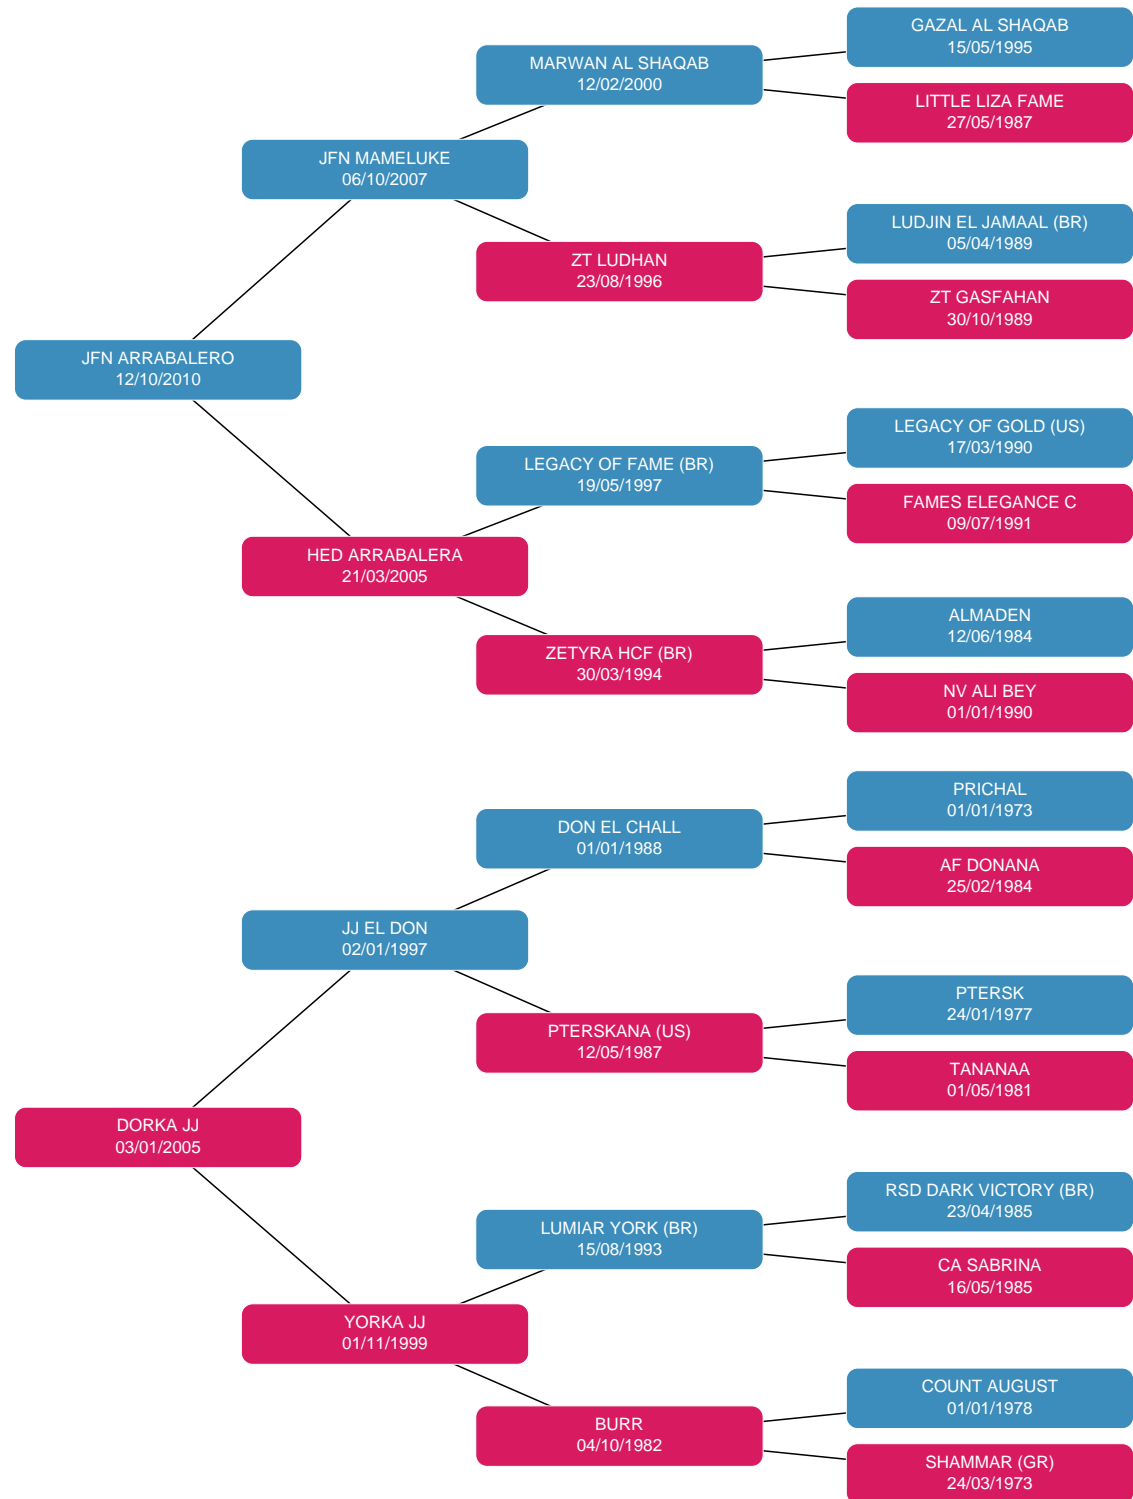 GAZAL AL SHAQAB
15/05/1995
MARWAN AL SHAQAB
12/02/2000
LITTLE LIZA FAME
27/05/1987
JFN MAMELUKE
06/10/2007
LUDJIN EL JAMAAL (BR)
05/04/1989
ZT LUDHAN
23/08/1996
ZT GASFAHAN
30/10/1989
JFN ARRABALERO
12/10/2010
LEGACY OF GOLD (US)
17/03/1990
LEGACY OF FAME (BR)
19/05/1997
FAMES ELEGANCE C
09/07/1991
HED ARRABALERA
21/03/2005
ALMADEN
12/06/1984
ZETYRA HCF (BR)
30/03/1994
NV ALI BEY
01/01/1990
PRICHAL
01/01/1973
DON EL CHALL
01/01/1988
AF DONANA
25/02/1984
JJ EL DON
02/01/1997
PTERSK
24/01/1977
PTERSKANA (US)
12/05/1987
TANANAA
01/05/1981
DORKA JJ
03/01/2005
RSD DARK VICTORY (BR)
23/04/1985
LUMIAR YORK (BR)
15/08/1993
CA SABRINA
16/05/1985
YORKA JJ
01/11/1999
COUNT AUGUST
01/01/1978
BURR
04/10/1982
SHAMMAR (GR)
24/03/1973